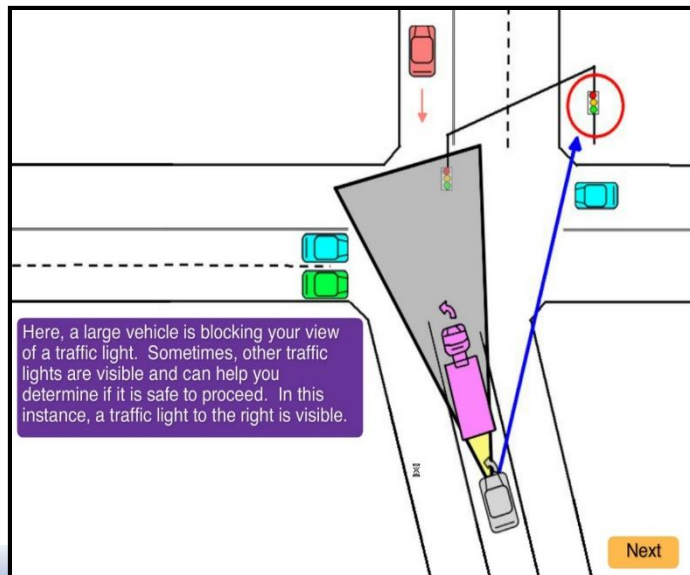 Here, a large vehicle is blocking your view
of a traffic light.  Sometimes, other traffic
lights are visible and can help you
determine if it is safe to proceed.  In this
instance, a traffic light to the right is visible.
Next